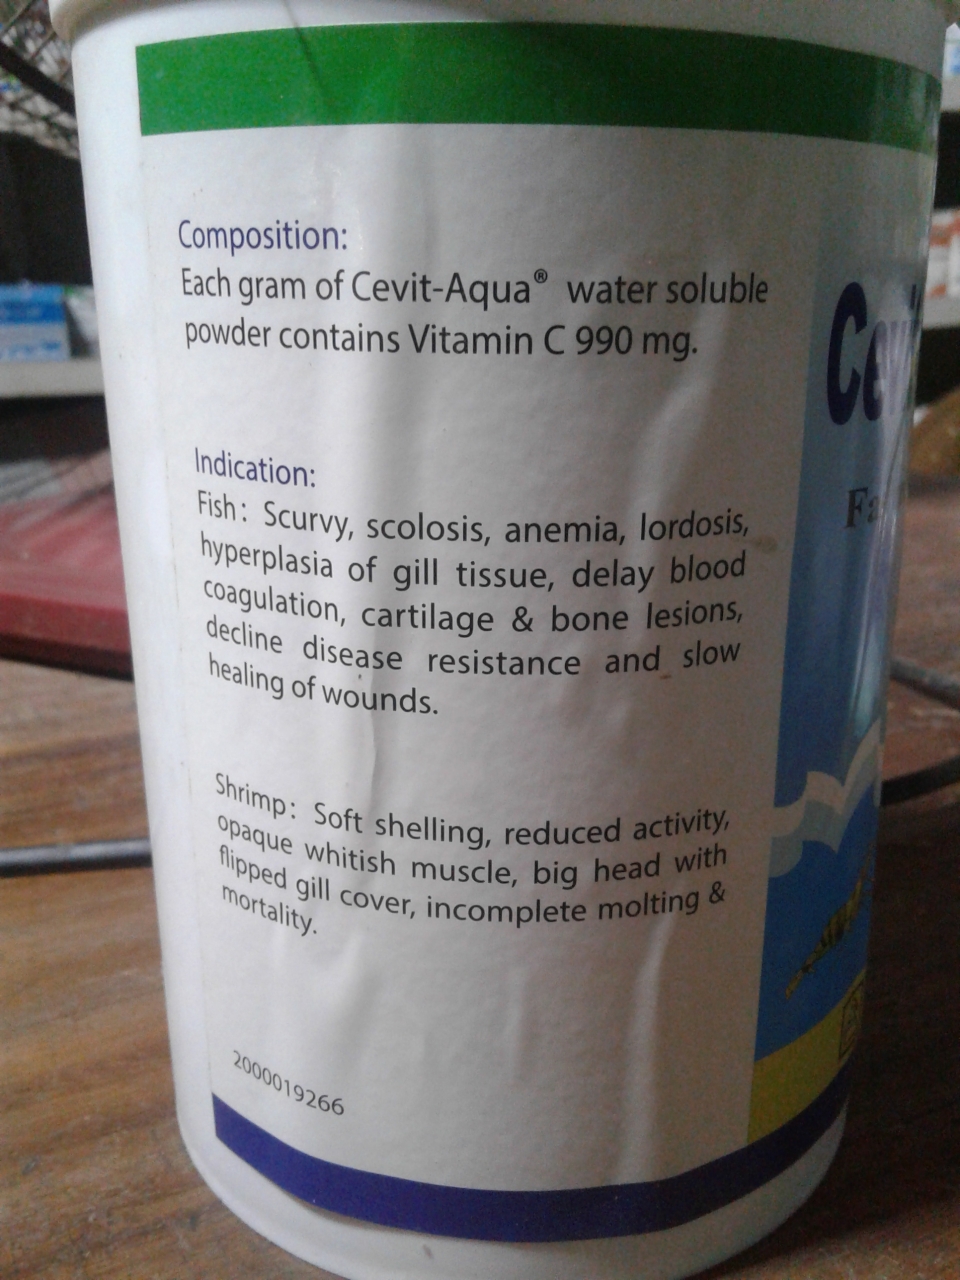 Composition:
Each gram of Cevit-Aqua® water soluble
powder contains Vitamin C 990 mg.
Indication:
Fish: Scurvy, scolosis, anemia, lordosis,
hyperplasia of gill tissue, delay blood
coagulation, cartilage & bone lesions,
decline disease resistance and slow
healing of wounds.
Shrimp: Soft shelling, reduced activity,
opaque whitish muscle, big head with
flipped gill cover, incomplete molting &
mortality.
2000019266